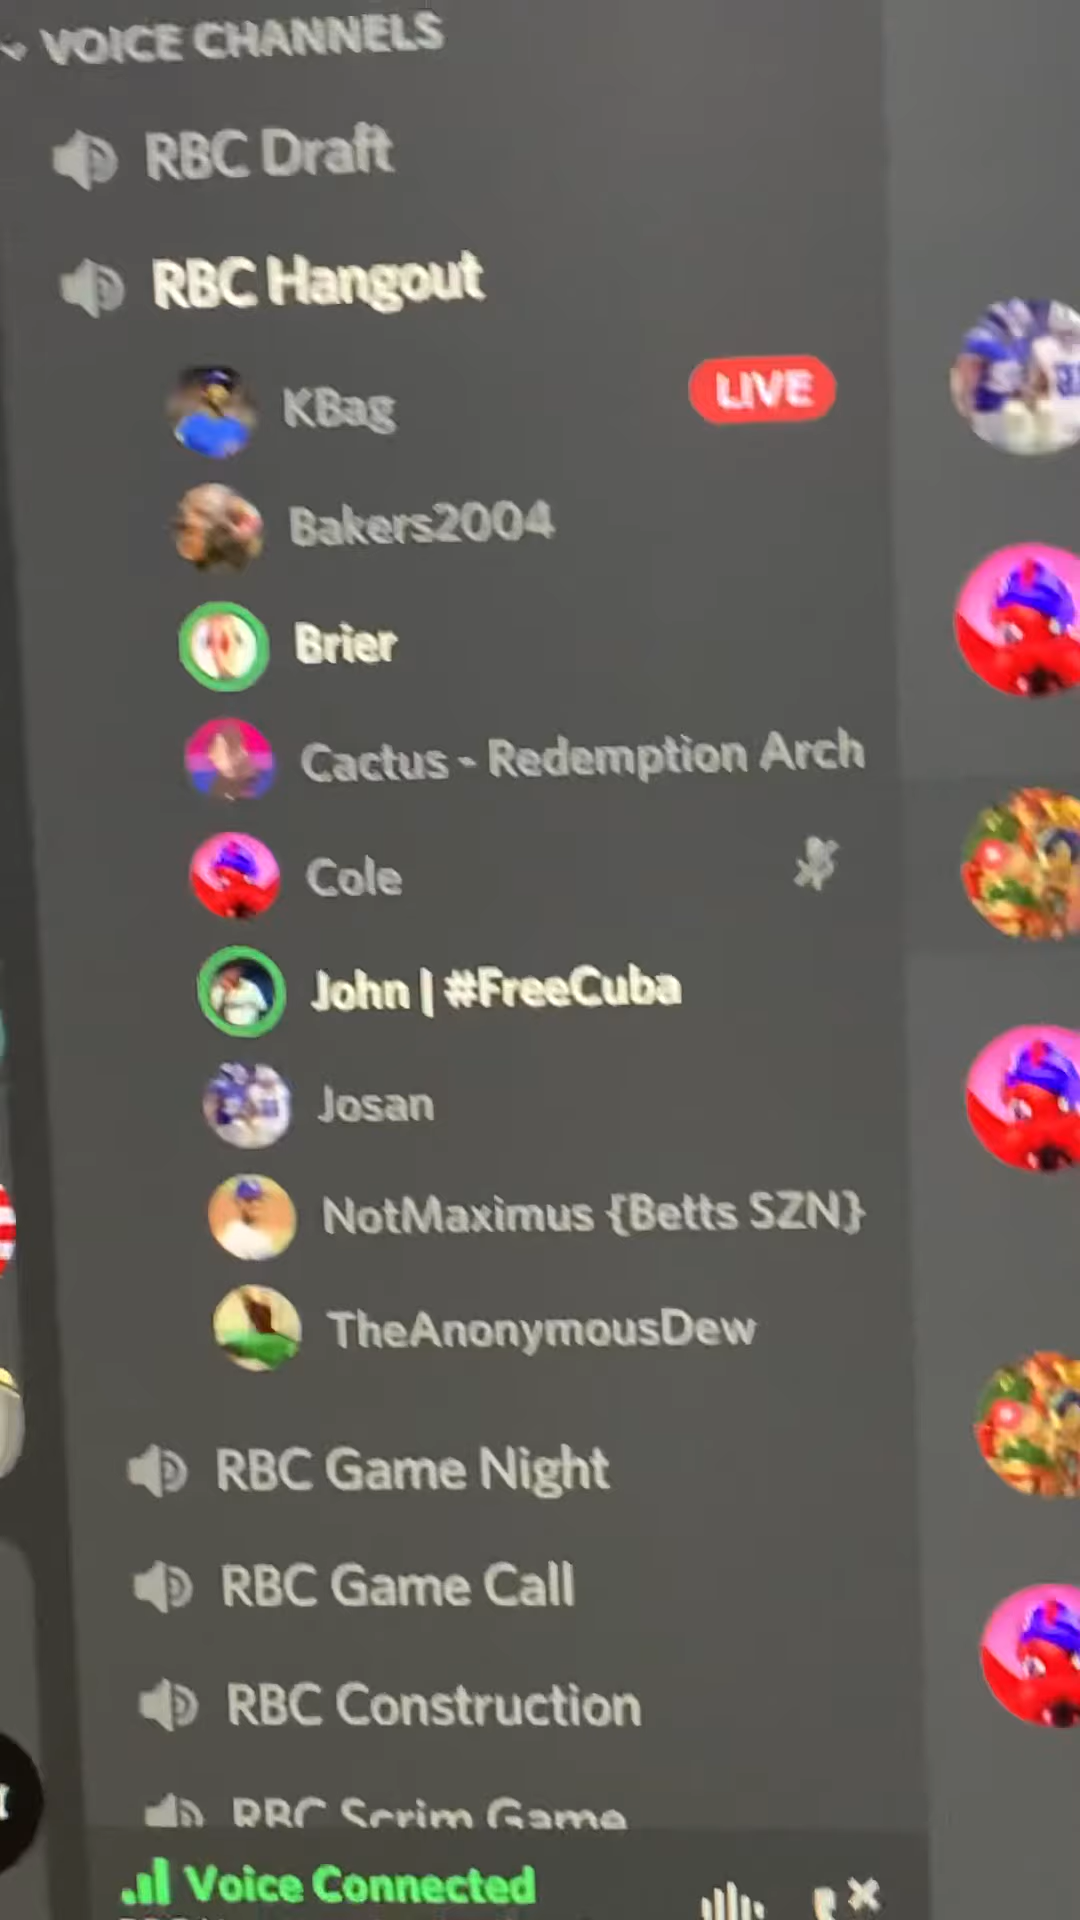 VOICE CHANNELS
RBC Draft
RBC Hangout
KBag LIVE
Bakers2004
Brier
Cactus - Redemption Arch
Cole
John | #FreeCuba
Josan
NotMaximus {Betts SZN}
TheAnonymousDew
RBC Game Night
RBC Game Call
RBC Construction
RBC Scrim Game
Voice Connected